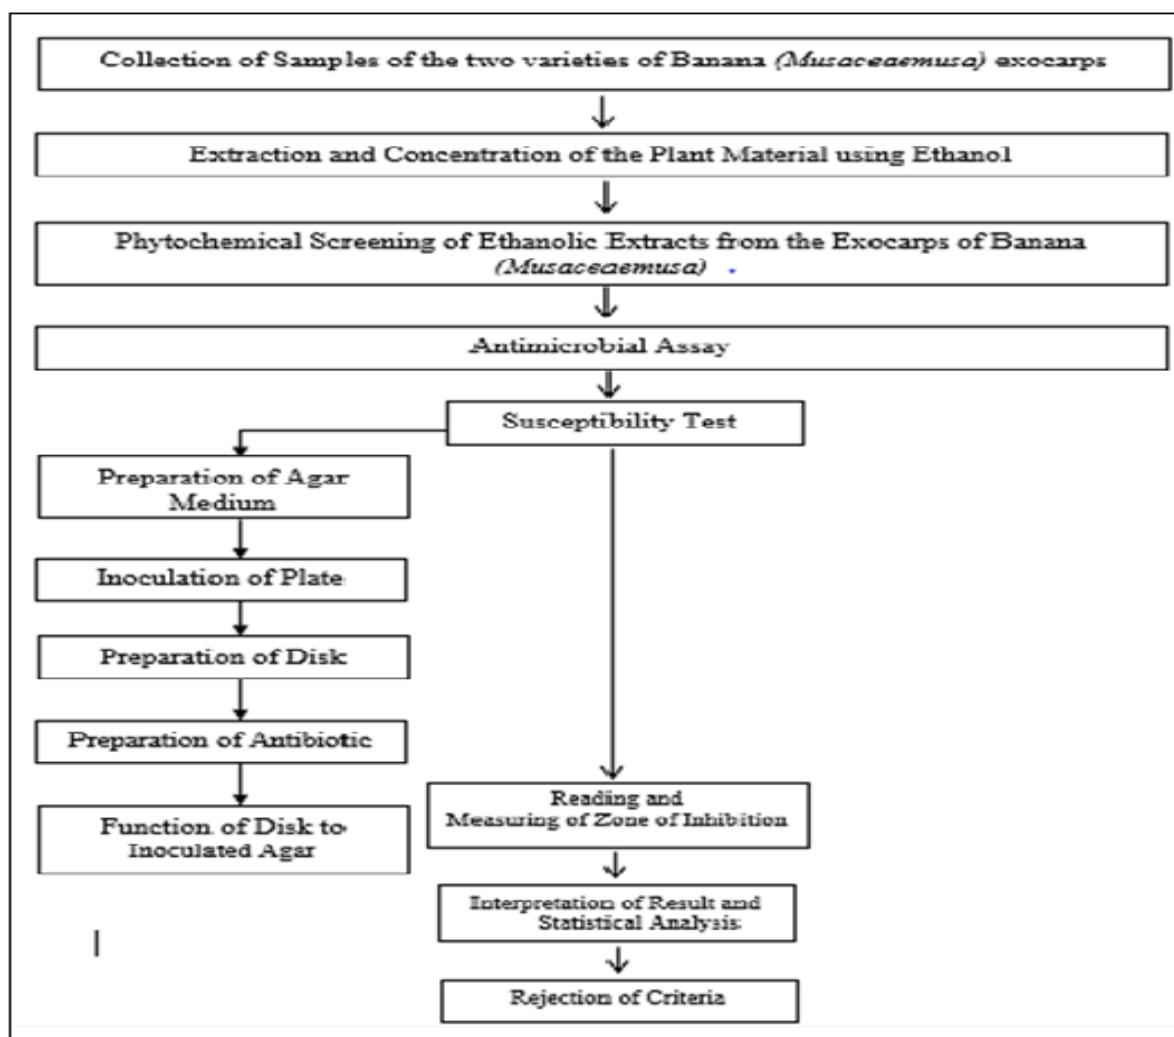 Collection of Samples of the two varieties of Banana (Musaceaemusa) exocarps
Extraction and Concentration of the Plant Material using Ethanol
Phytochemical Screening of Ethanolic Extracts from the Exocarps of Banana
(Musaceaemusa)
Antimicrobial Assay
Susceptibility Test
Preparation of Agar
Medium
Inoculation of Plate
Preparation of Disk
Preparation of Antibiotic
Function of Disk to
Inoculated Agar
Reading and
Measuring of Zone of Inhibition
Interpretation of Result and
Statistical Analysis
Rejection of Criteria